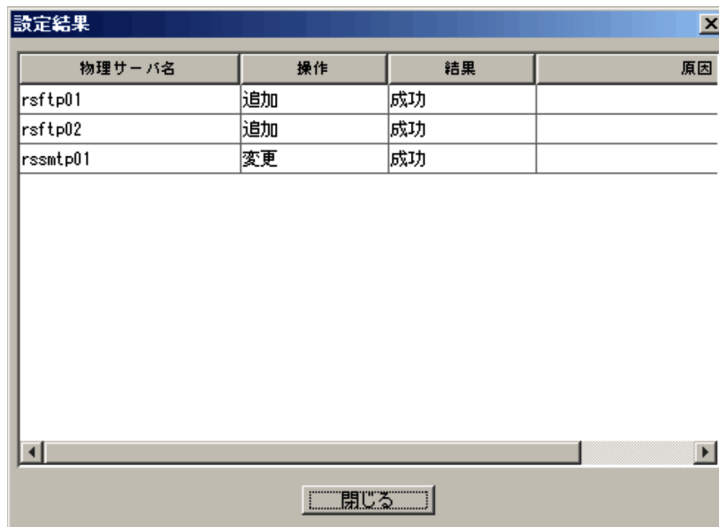 設定結果
物理サーバ名 操作 結果 原因
rsftp01 追加 成功
rsftp02 追加 成功
rssmtp01 変更 成功
閉じる